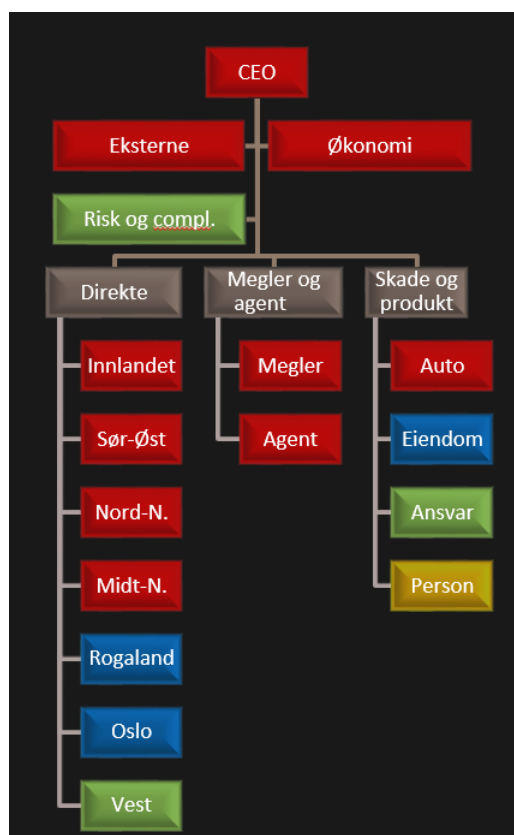 CEO
Eksterne
Økonomi
Risk og compl.
Direkte
Megler og
agent
Skade og
produkt
Innlandet
Sør-Øst
Nord-N.
Midt-N.
Rogaland
Oslo
Vest
Megler
Agent
Auto
Eiendom
Ansvar
Person